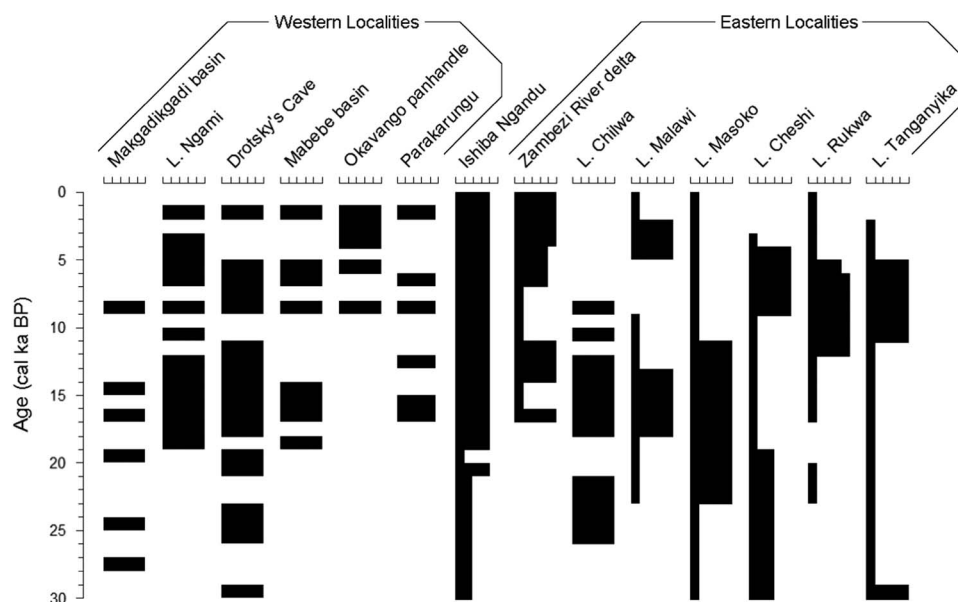 Western Localities
Eastern Localities
Makgadikgadi basin
L. Ngami
Drotsky's Cave
Mabebe basin
Okavango panhandle
Parakarungu
Ishiba Ngandu
Zambezi River delta
L. Chilwa
L. Malawi
L. Masoko
L. Cheshi
L. Rukwa
L. Tanganyika
Age (cal ka BP)
0
5
10
15
20
25
30